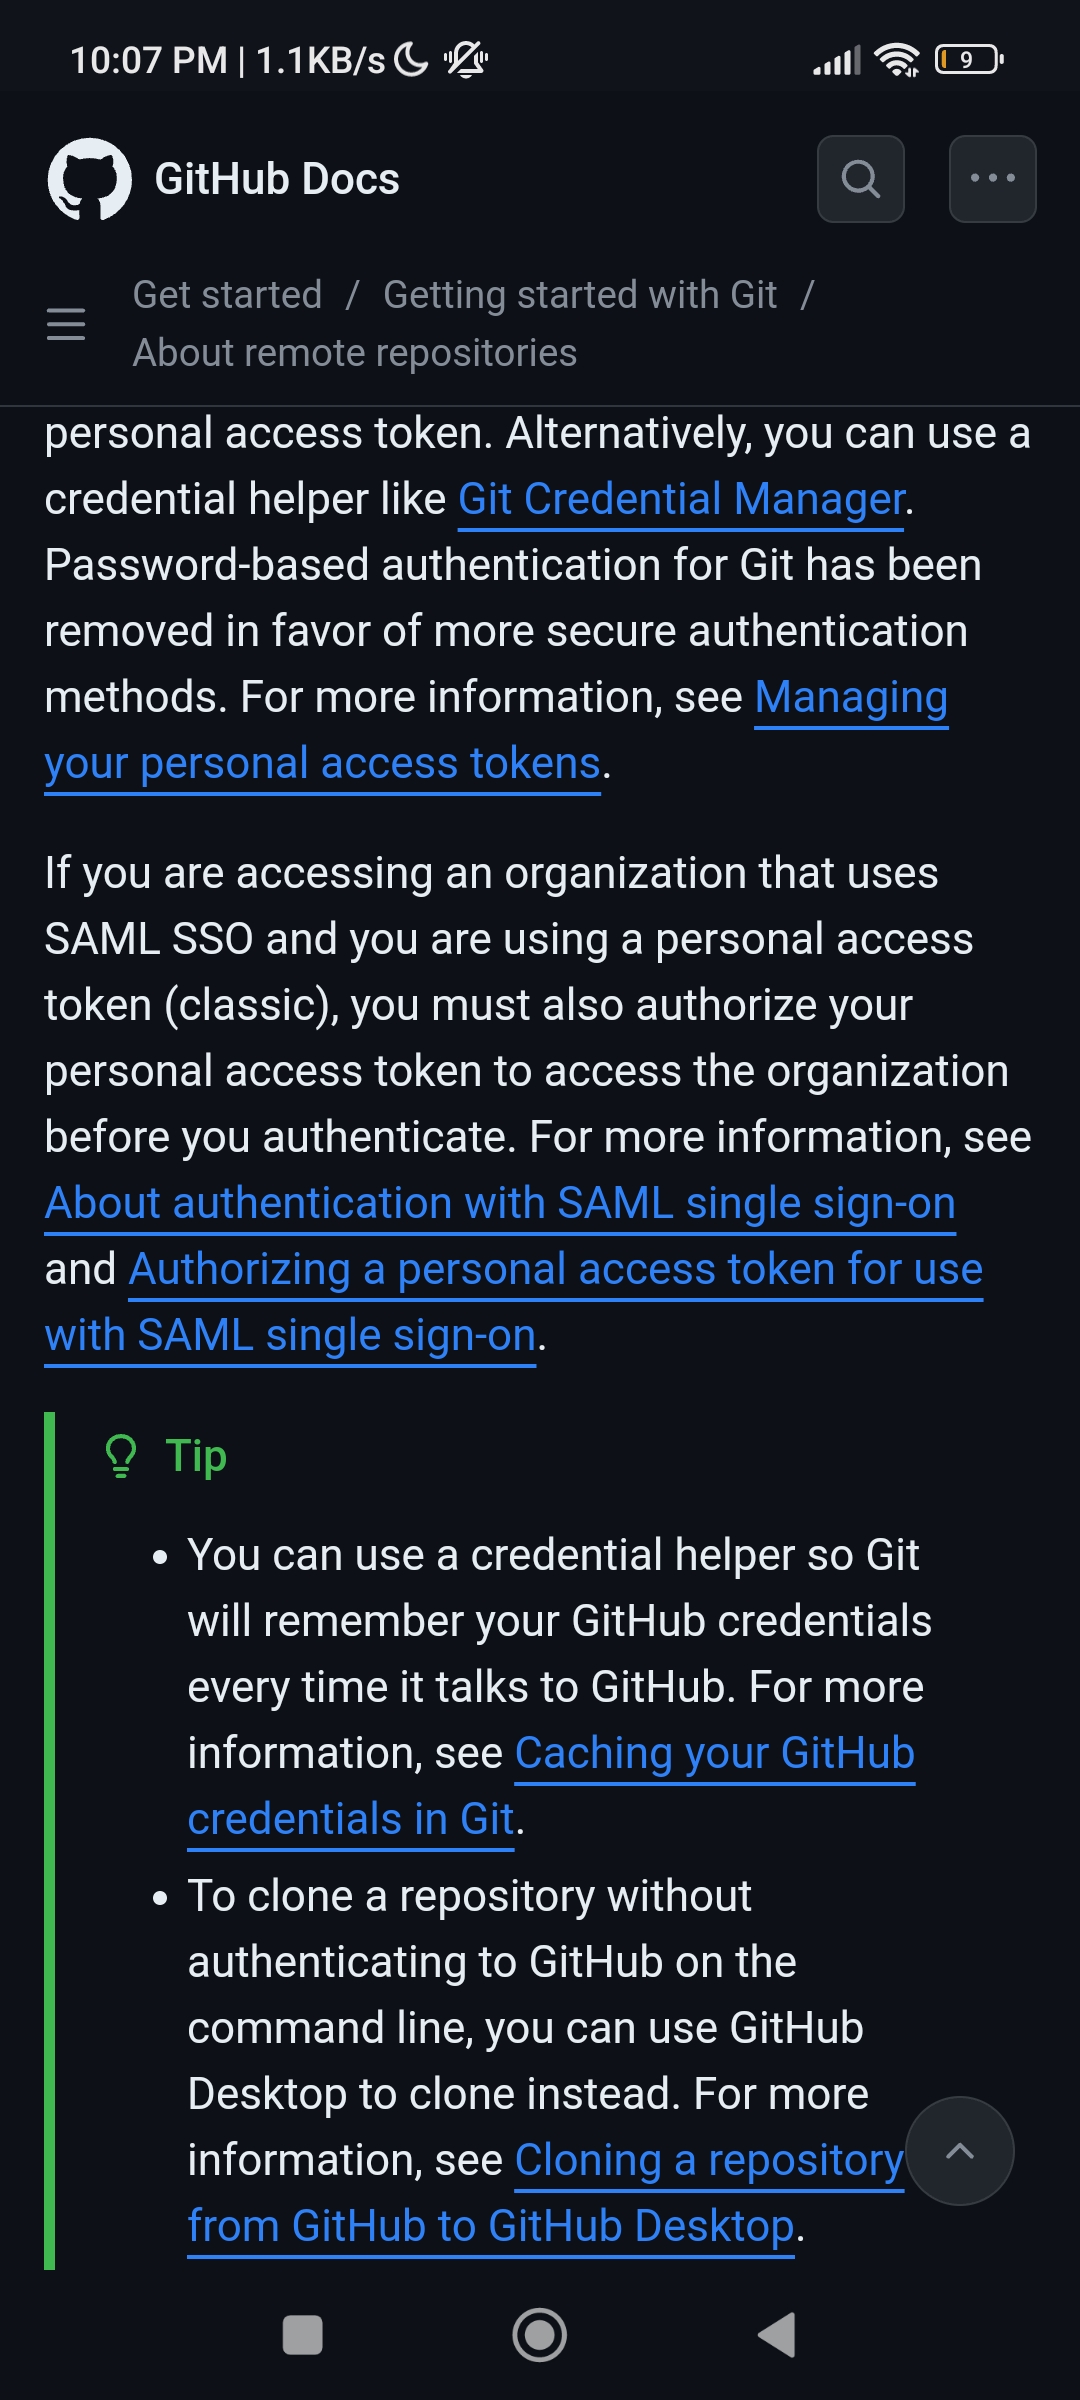 10:07 PM | 1.1KB/s
9
GitHub Docs
Get started / Getting started with Git /
About remote repositories
personal access token. Alternatively, you can use a
credential helper like Git Credential Manager.
Password-based authentication for Git has been
removed in favor of more secure authentication
methods. For more information, see Managing
your personal access tokens.
If you are accessing an organization that uses
SAML SSO and you are using a personal access
token (classic), you must also authorize your
personal access token to access the organization
before you authenticate. For more information, see
About authentication with SAML single sign-on
and Authorizing a personal access token for use
with SAML single sign-on.
Tip
• You can use a credential helper so Git
will remember your GitHub credentials
every time it talks to GitHub. For more
information, see Caching your GitHub
credentials in Git.
• To clone a repository without
authenticating to GitHub on the
command line, you can use GitHub
Desktop to clone instead. For more
information, see Cloning a repository
from GitHub to GitHub Desktop.